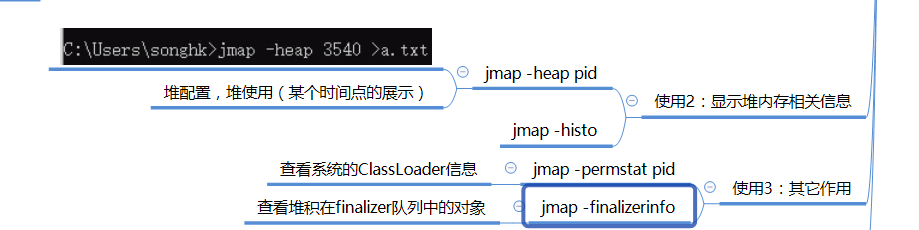 C:\Users\songhk>jmap -heap 3540 >a.txt
jmap -heap pid
堆配置，堆使用（某个时间点的展示）
使用2：显示堆内存相关信息
jmap -histo
查看系统的ClassLoader信息
jmap -permstat pid
使用3：其它作用
查看堆积在finalizer队列中的对象
jmap -finalizerinfo